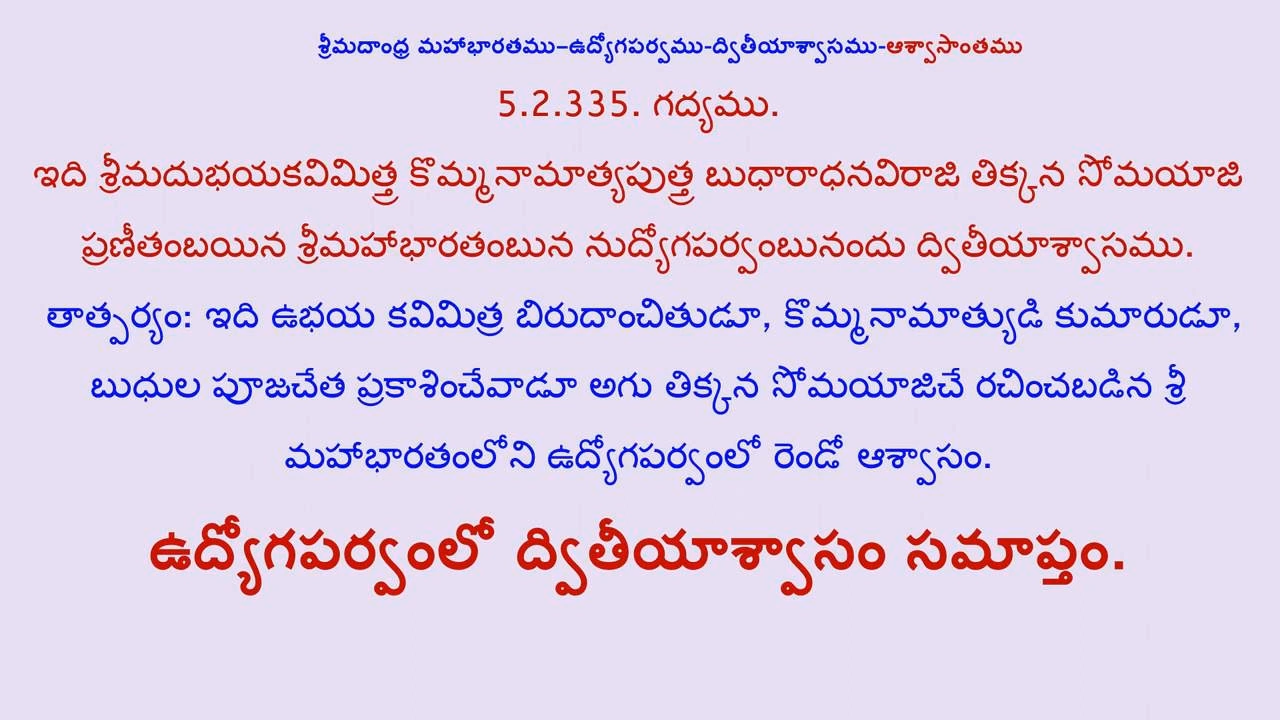 శ్రీమదాంధ్ర మహాభారతము–ఉద్యోగపర్వము-ద్వితీయాశ్వాసము-ఆశ్వాసాంతము
5.2.335. గద్యము.
ఇది శ్రీమదుభయకవిమిత్త్ర కొమ్మనామాత్యపుత్త్ర బుధారాధనవిరాజి తిక్కన సోమయాజి
ప్రణీతంబయిన శ్రీమహాభారతంబున నుద్యోగపర్వంబునందు ద్వితీయాశ్వాసము.
తాత్పర్యం: ఇది ఉభయ కవిమిత్ర బిరుదాంచితుడూ, కొమ్మనామాత్యుడి కుమారుడూ,
బుధుల పూజచేత ప్రకాశించేవాడూ అగు తిక్కన సోమయాజిచే రచించబడిన శ్రీ
మహాభారతంలోని ఉద్యోగపర్వంలో రెండో ఆశ్వాసం.
ఉద్యోగపర్వంలో ద్వితీయాశ్వాసం సమాప్తం.